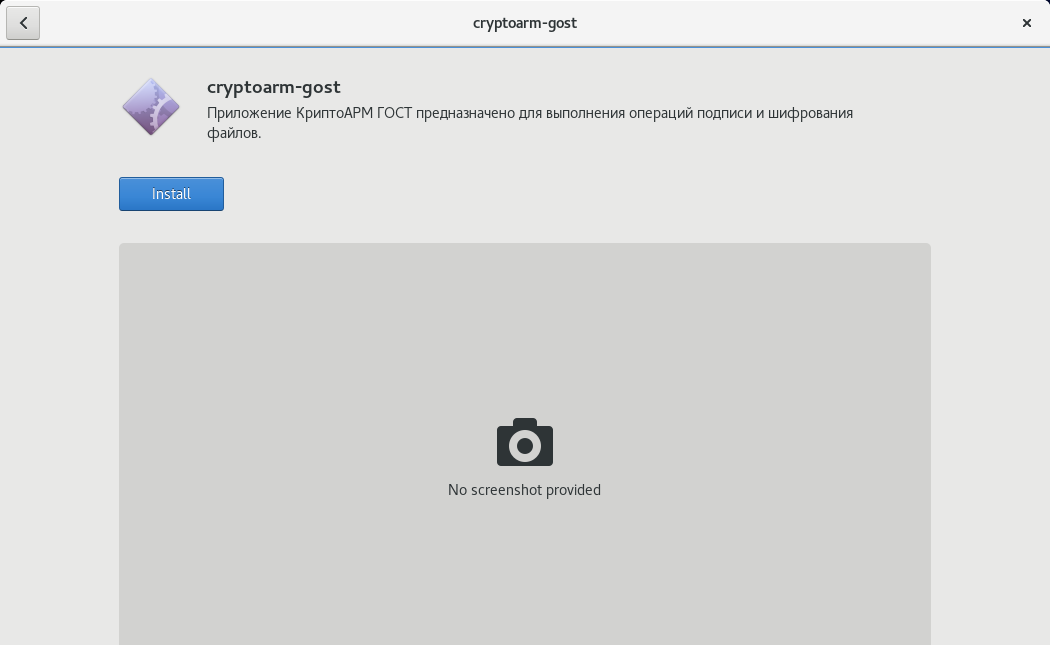 cryptoarm-gost
cryptoarm-gost
Приложение КриптоАРМ ГОСТ предназначено для выполнения операций подписи и шифрования
файлов.
Install
No screenshot provided